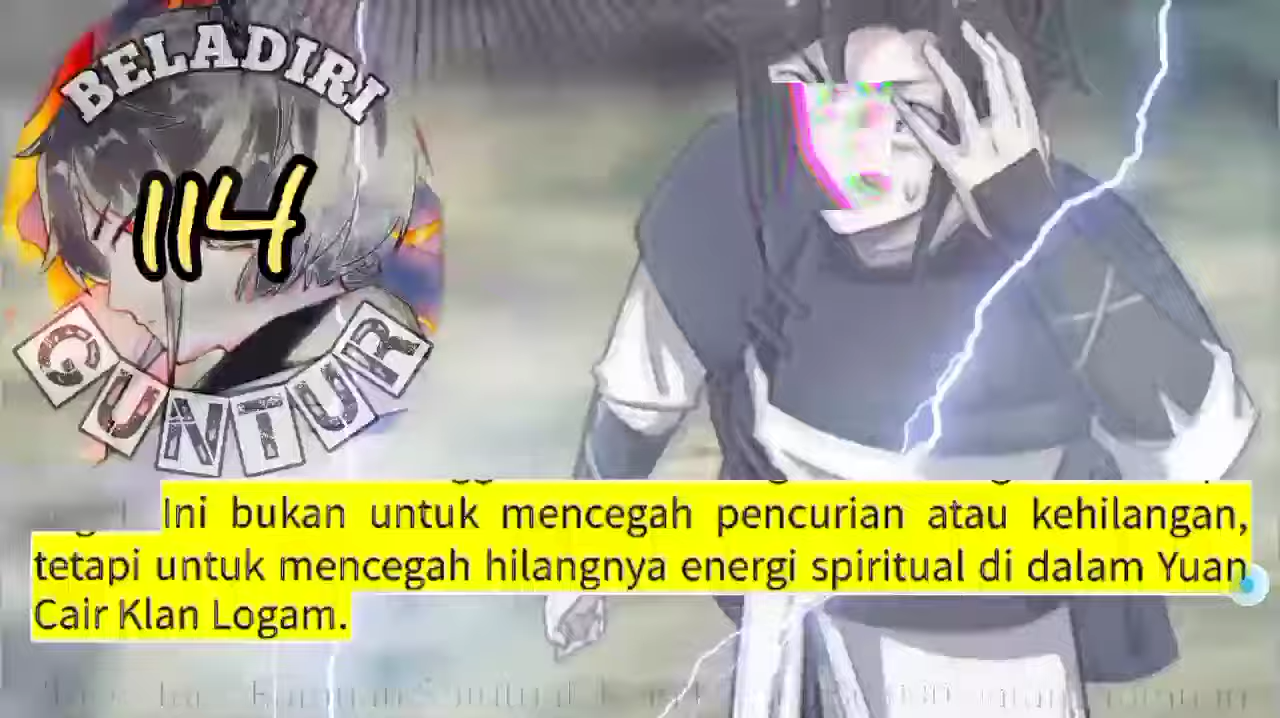 BELADIRI
114
GUNTUR
Ini bukan untuk mencegah pencurian atau kehilangan,
tetapi untuk mencegah hilangnya energi spiritual di dalam Yuan
Cair Klan Logam.